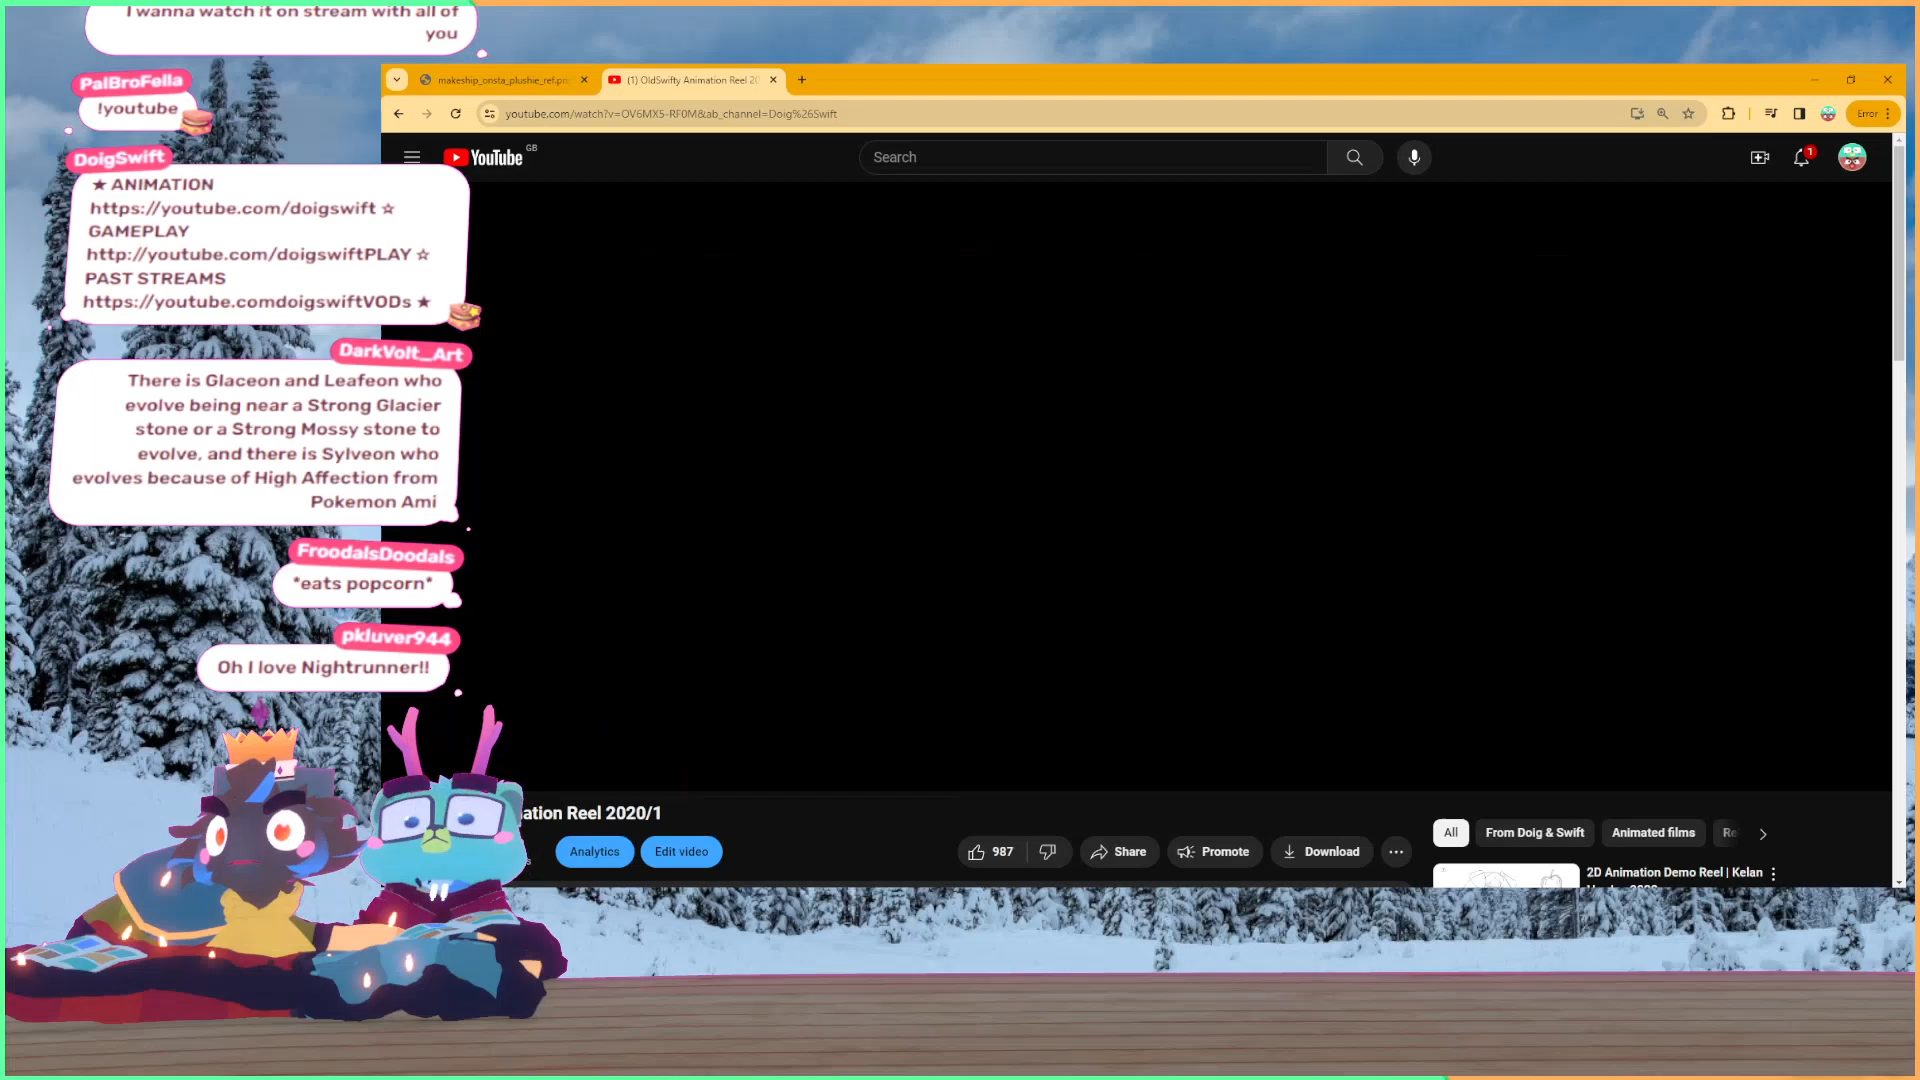 I wanna watch it on stream with all of
you
PalBroFella
!youtube
DoigSwift
★ ANIMATION
https://youtube.com/doigswift ☆
GAMEPLAY
http://youtube.com/doigswiftPLAY ☆
PAST STREAMS
https://youtube.comdoigswiftVODs ★
DarkVolt_Art
There is Glaceon and Leafeon who
evolve being near a Strong Glacier
stone or a Strong Mossy stone to
evolve, and there is Sylveon who
evolves because of High Affection from
Pokemon Ami
FroodalsDoodals
*eats popcorn*
pkluver944
Oh I love Nightrunner!!
makeship_onsta_plushie_ref.pn
(1) OldSwifty Animation Reel 20
youtube.com/watch?v=OV6MX5-RF0M&ab_channel=Doig%26Swift
Error
YouTube GB
Search
1
ation Reel 2020/1
Analytics
Edit video
987
Share
Promote
Download
All
From Doig & Swift
Animated films
Re
2D Animation Demo Reel | Kelan